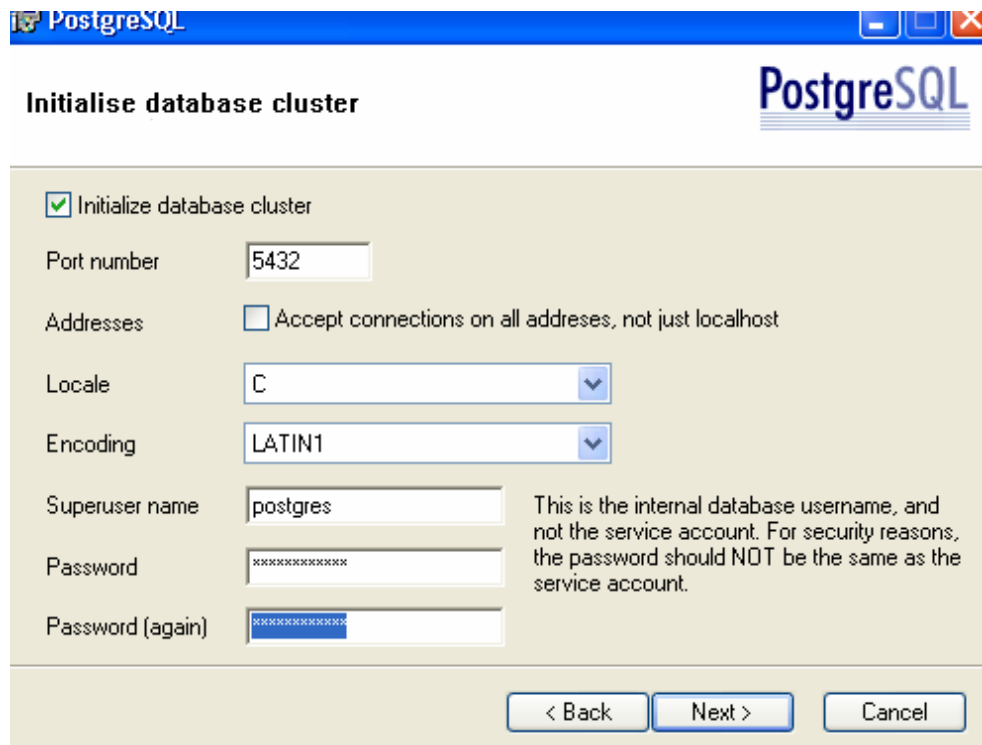 PostgreSQL
Initialise database cluster
PostgreSQL
Initialize database cluster
Port number
5432
Addresses
Accept connections on all addreses, not just localhost
Locale
C
Encoding
LATIN1
Superuser name
postgres
This is the internal database username, and
not the service account. For security reasons,
the password should NOT be the same as the
service account.
Password
************
Password (again)
************
< Back
Next >
Cancel